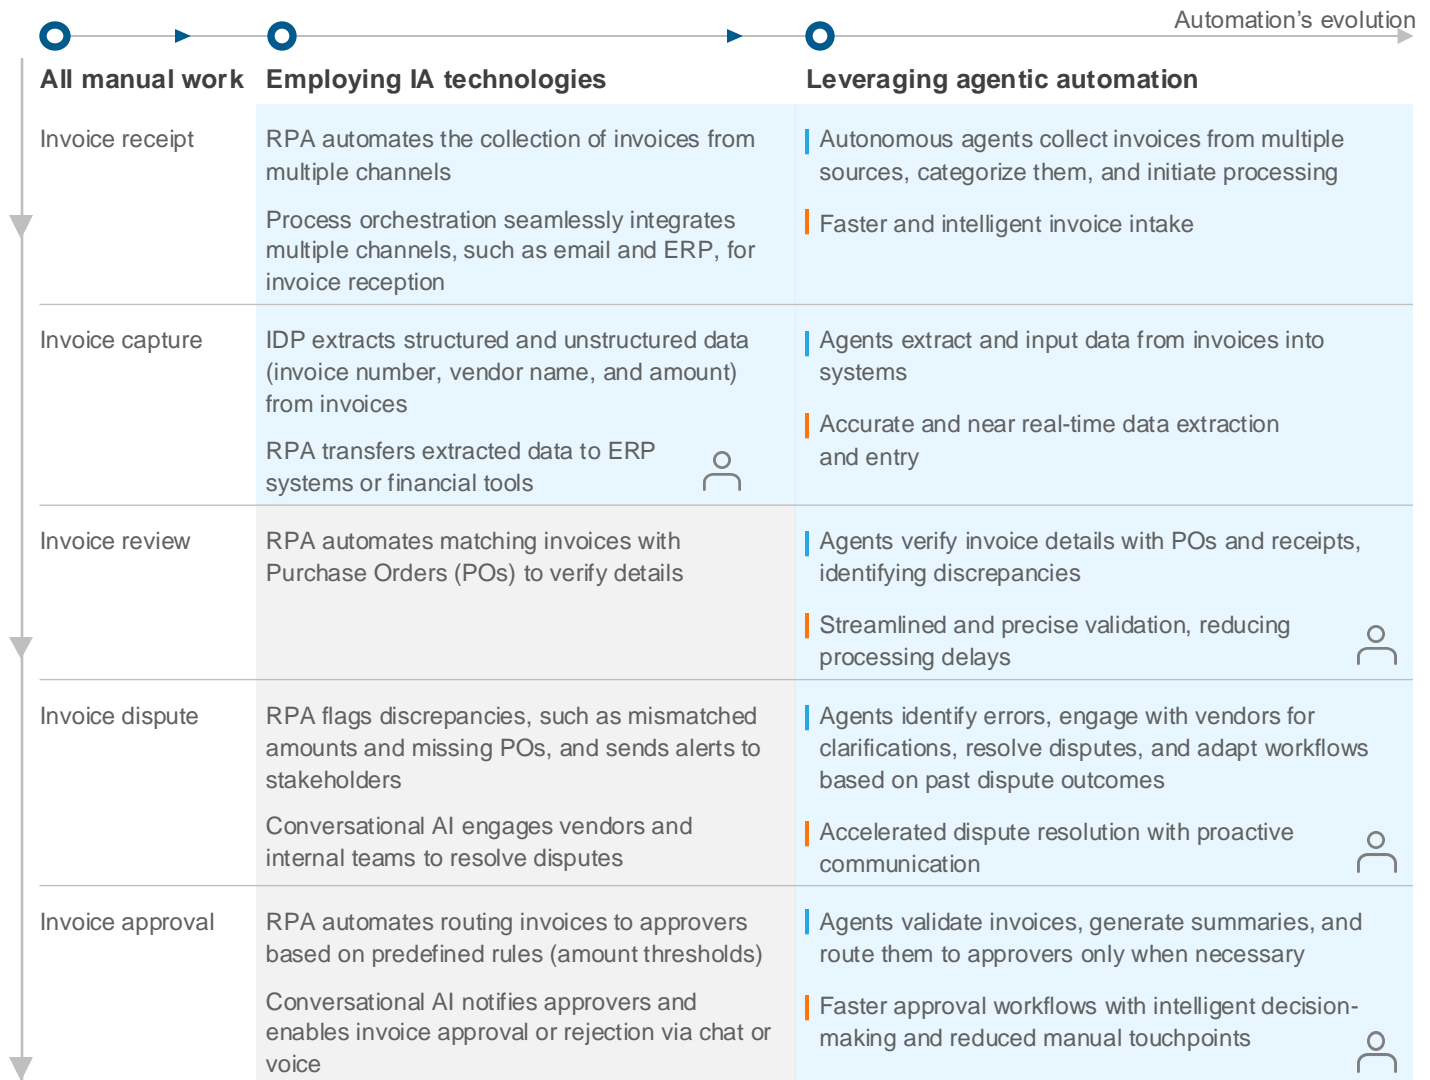 Automation’s evolution
All manual work
Employing IA technologies
Leveraging agentic automation
Invoice receipt
RPA automates the collection of invoices from
multiple channels
Process orchestration seamlessly integrates
multiple channels, such as email and ERP, for
invoice reception
Autonomous agents collect invoices from multiple
sources, categorize them, and initiate processing
Faster and intelligent invoice intake
Invoice capture
IDP extracts structured and unstructured data
(invoice number, vendor name, and amount)
from invoices
RPA transfers extracted data to ERP
systems or financial tools
Agents extract and input data from invoices into
systems
Accurate and near real-time data extraction
and entry
Invoice review
RPA automates matching invoices with
Purchase Orders (POs) to verify details
Agents verify invoice details with POs and receipts,
identifying discrepancies
Streamlined and precise validation, reducing
processing delays
Invoice dispute
RPA flags discrepancies, such as mismatched
amounts and missing POs, and sends alerts to
stakeholders
Conversational AI engages vendors and
internal teams to resolve disputes
Agents identify errors, engage with vendors for
clarifications, resolve disputes, and adapt workflows
based on past dispute outcomes
Accelerated dispute resolution with proactive
communication
Invoice approval
RPA automates routing invoices to approvers
based on predefined rules (amount thresholds)
Conversational AI notifies approvers and
enables invoice approval or rejection via chat or
voice
Agents validate invoices, generate summaries, and
route them to approvers only when necessary
Faster approval workflows with intelligent decision-
making and reduced manual touchpoints